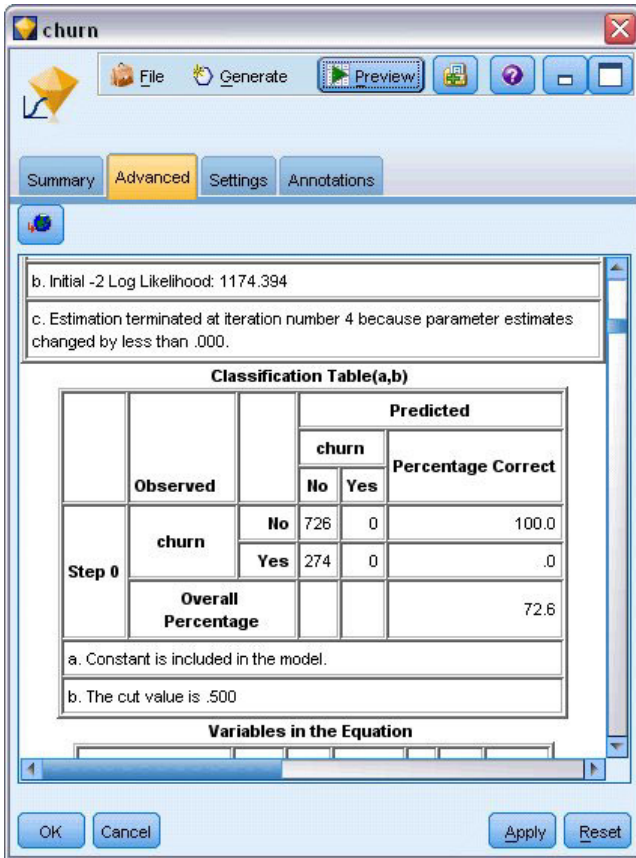 churn
File Generate Preview
Summary Advanced Settings Annotations
b. Initial -2 Log Likelihood: 1174.394
c. Estimation terminated at iteration number 4 because parameter estimates
changed by less than .000.
Classification Table(a,b)
Predicted
churn
Percentage Correct
Observed
No Yes
Step 0
churn
No 726 0 100.0
Yes 274 0 .0
Overall
Percentage
72.6
a. Constant is included in the model.
b. The cut value is .500
Variables in the Equation
OK Cancel Apply Reset